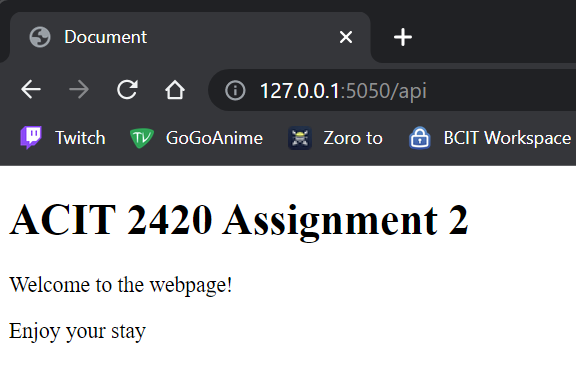 Document
127.0.0.1:5050/api
Twitch GoGoAnime Zoro to BCIT Workspace
ACIT 2420 Assignment 2
Welcome to the webpage!
Enjoy your stay